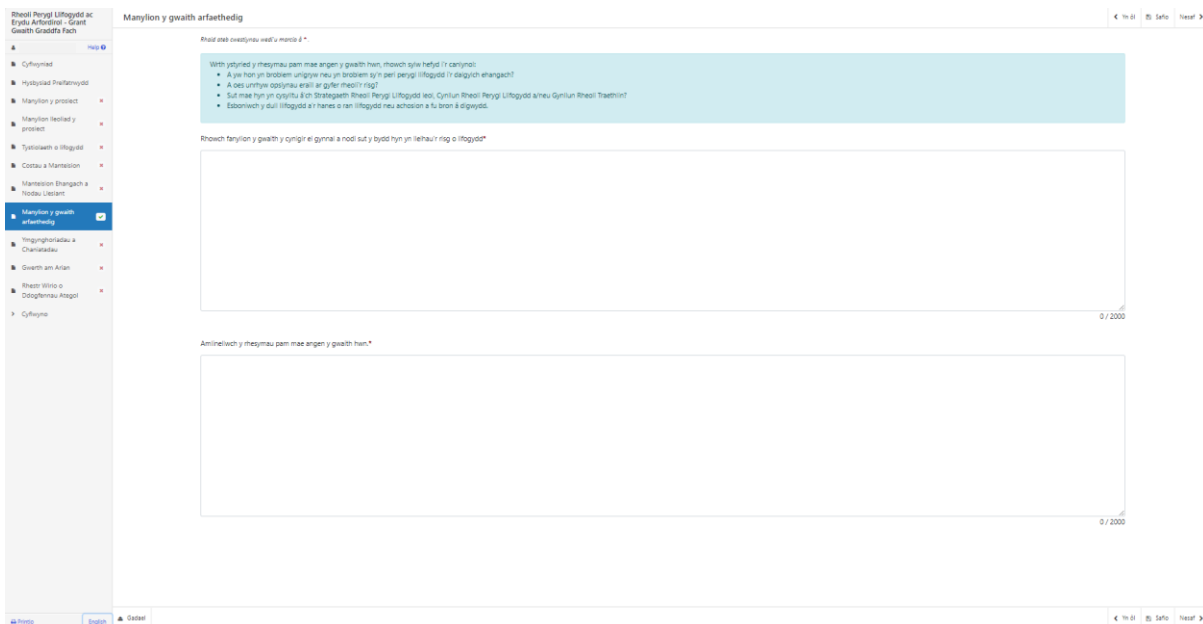 Rheoli Perygl Llifogydd ac
Erydu Arfordirol - Grant
Gwaith Graddfa Fach
Help
Cyflwyniad
Hysbysiad Preifatrwydd
Manylion y prosiect
Manylion lleoliad y
prosiect
Tystiolaeth o lifogydd
Costau a Manteision
Manteision Ehangach a
Nodau Llesiant
Manylion y gwaith
arfaethedig
Ymgynghoriadau a
Chaniatadau
Gwerth am Arian
Rhestr Wirio o
Ddogfennau Ategol
Cyflwyno
Printio
English
Manylion y gwaith arfaethedig
Yn ôl
Safio
Nesaf
Rhaid ateb cwestiynau wedi'u marcio â *.
Wrth ystyried y rhesymau pam mae angen y gwaith hwn, rhowch sylw hefyd i'r canlynol:
• A yw hon yn broblem unigryw neu yn broblem sy'n peri perygl llifogydd i'r dalgylch ehangach?
• A oes unrhyw opsiynau eraill ar gyfer rheoli'r risg?
• Sut mae hyn yn cysylltu â'ch Strategaeth Rheoli Perygl Llifogydd leol, Cynllun Rheoli Perygl Llifogydd a/neu Gynllun Rheoli Traethlin?
• Esboniwch y dull llifogydd a'r hanes o ran llifogydd neu achosion a fu bron â digwydd.
Rhowch fanylion y gwaith y cynigir ei gynnal a nodi sut y bydd hyn yn lleihau'r risg o lifogydd*
0 / 2000
Amlinellwch y rhesymau pam mae angen y gwaith hwn.*
0 / 2000
Gadael
Yn ôl
Safio
Nesaf